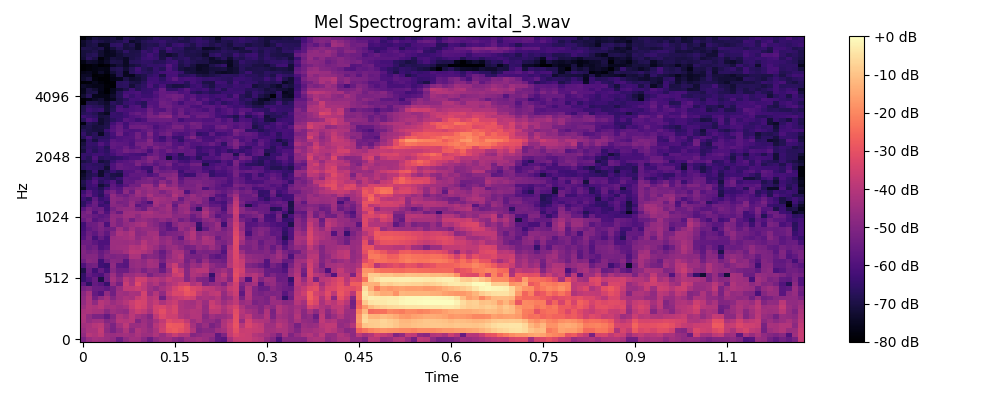 Mel Spectrogram: avital_3.wav
+0 dB
-10 dB
-20 dB
-30 dB
-40 dB
-50 dB
-60 dB
-70 dB
-80 dB
4096
2048
1024
512
0
Hz
0 0.15 0.3 0.45 0.6 0.75 0.9 1.1
Time